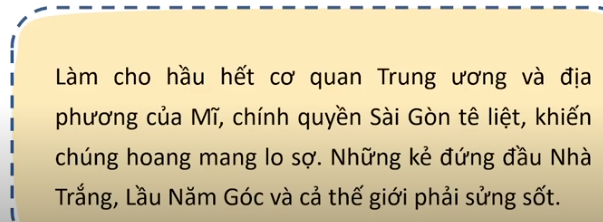 Làm cho hầu hết cơ quan Trung ương và địa
phương của Mĩ, chính quyền Sài Gòn tê liệt, khiến
chúng hoang mang lo sợ. Những kẻ đứng đầu Nhà
Trắng, Lầu Năm Góc và cả thế giới phải sửng sốt.